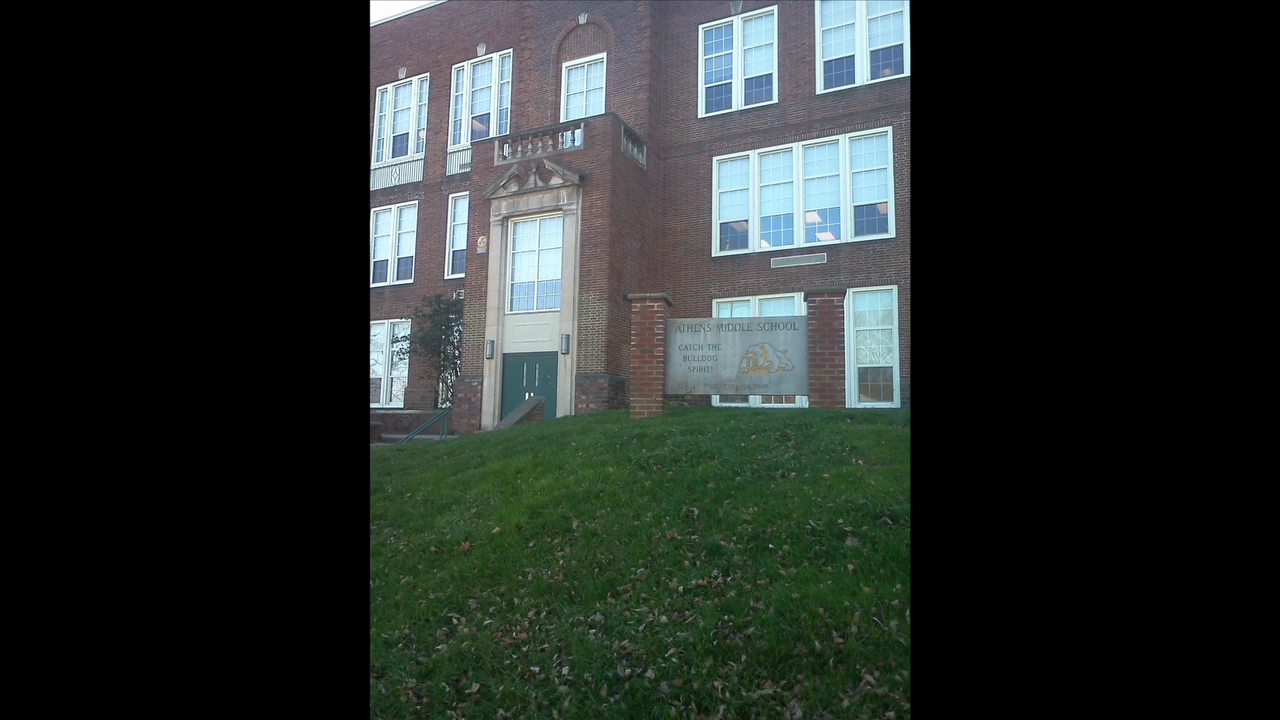 ATHENS MIDDLE SCHOOL
CATCH THE
BULLDOG
SPIRIT!